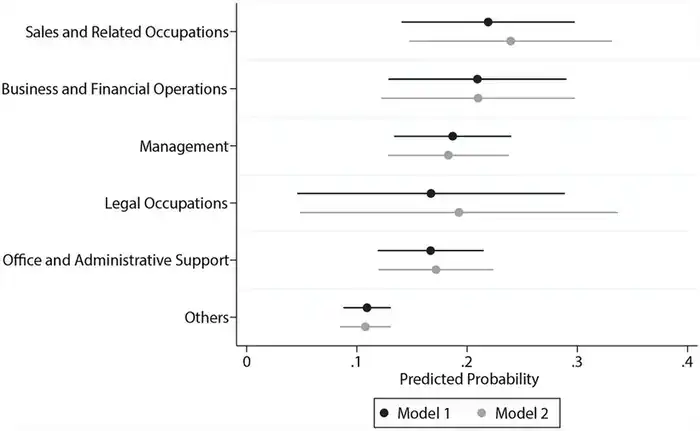 Sales and Related Occupations
Business and Financial Operations
Management
Legal Occupations
Office and Administrative Support
Others
0 .1 .2 .3 .4
Predicted Probability
Model 1 Model 2